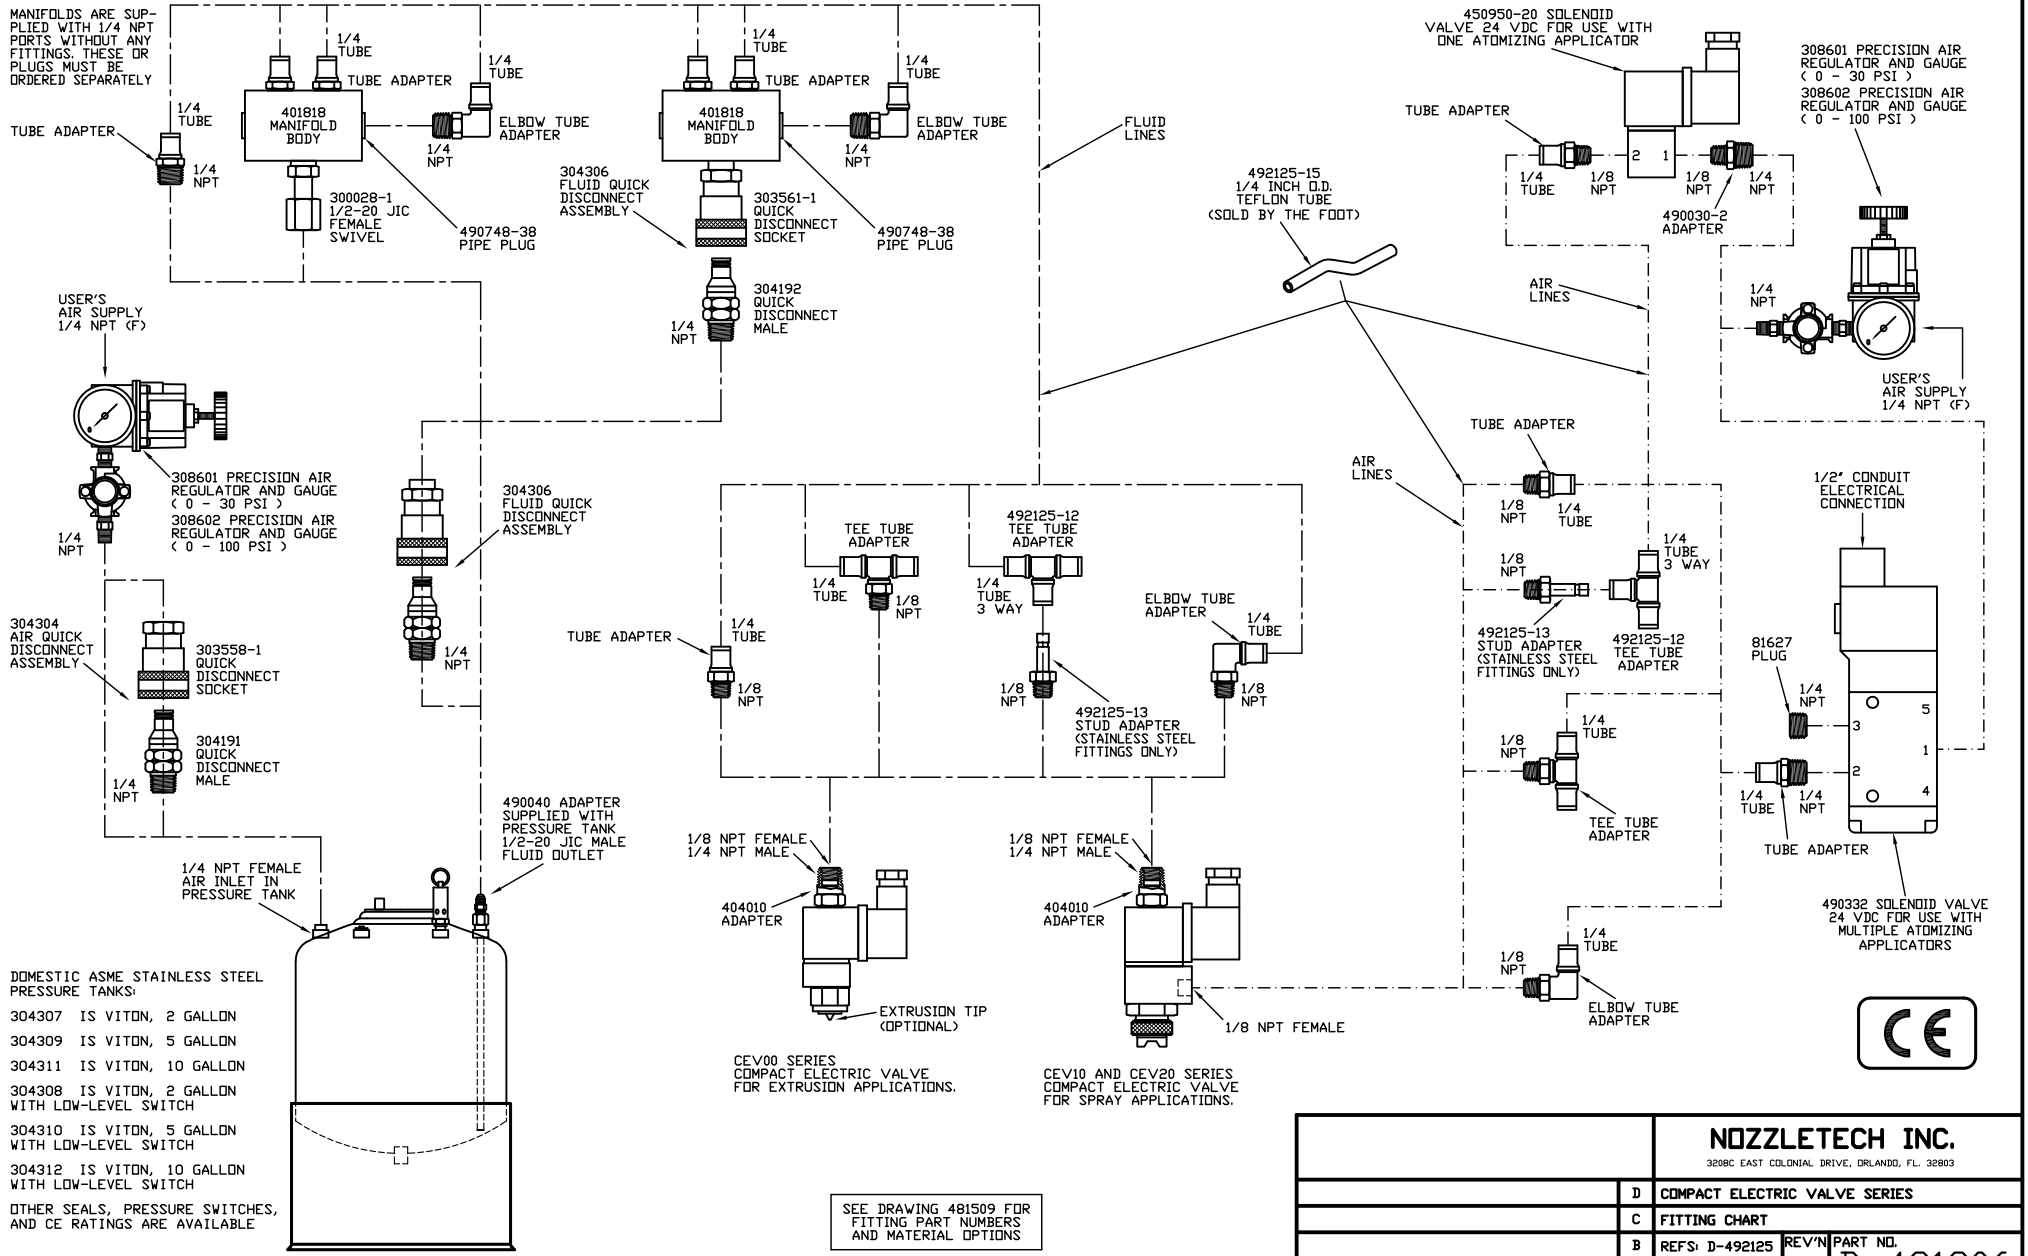 MANIFOLDS ARE SUP-
PLIED WITH 1/4 NPT
PORTS WITHOUT ANY
FITTINGS. THESE OR
PLUGS MUST BE
ORDERED SEPARATELY
1/4
TUBE
TUBE ADAPTER
1/4
NPT
1/4
TUBE
TUBE ADAPTER
401818
MANIFOLD
BODY
1/4
TUBE
ELBOW TUBE
ADAPTER
1/4
NPT
300028-1
1/2-20 JIC
FEMALE
SWIVEL
490748-38
PIPE PLUG
1/4
TUBE
TUBE ADAPTER
401818
MANIFOLD
BODY
1/4
TUBE
ELBOW TUBE
ADAPTER
1/4
NPT
304306
FLUID QUICK
DISCONNECT
ASSEMBLY
303561-1
QUICK
DISCONNECT
SOCKET
490748-38
PIPE PLUG
304192
QUICK
DISCONNECT
MALE
1/4
NPT
FLUID
LINES
492125-15
1/4 INCH O.D.
TEFLON TUBE
(SOLD BY THE FOOT)
450950-20 SOLENOID
VALVE 24 VDC FOR USE WITH
ONE ATOMIZING APPLICATOR
TUBE ADAPTER
1/4
TUBE
1/8
NPT
2
1
1/8
NPT
1/4
NPT
490030-2
ADAPTER
308601 PRECISION AIR
REGULATOR AND GAUGE
( 0 - 30 PSI )
308602 PRECISION AIR
REGULATOR AND GAUGE
( 0 - 100 PSI )
1/4
NPT
0
USER'S
AIR SUPPLY
1/4 NPT (F)
AIR
LINES
USER'S
AIR SUPPLY
1/4 NPT (F)
0
308601 PRECISION AIR
REGULATOR AND GAUGE
( 0 - 30 PSI )
308602 PRECISION AIR
REGULATOR AND GAUGE
( 0 - 100 PSI )
1/4
NPT
304304
AIR QUICK
DISCONNECT
ASSEMBLY
303558-1
QUICK
DISCONNECT
SOCKET
304191
QUICK
DISCONNECT
MALE
1/4
NPT
304306
FLUID QUICK
DISCONNECT
ASSEMBLY
1/4
NPT
490040 ADAPTER
SUPPLIED WITH
PRESSURE TANK
1/2-20 JIC MALE
FLUID OUTLET
1/4 NPT FEMALE
AIR INLET IN
PRESSURE TANK
TUBE ADAPTER
1/4
TUBE
1/8
NPT
TEE TUBE
ADAPTER
1/4
TUBE
1/8
NPT
492125-12
TEE TUBE
ADAPTER
1/4
TUBE
3 WAY
1/8
NPT
492125-13
STUD ADAPTER
(STAINLESS STEEL
FITTINGS ONLY)
ELBOW TUBE
ADAPTER
1/4
TUBE
1/8
NPT
AIR
LINES
TUBE ADAPTER
1/8
NPT
1/4
TUBE
1/8
NPT
1/4
TUBE
3 WAY
492125-13
STUD ADAPTER
(STAINLESS STEEL
FITTINGS ONLY)
492125-12
TEE TUBE
ADAPTER
1/4
TUBE
1/8
NPT
TEE TUBE
ADAPTER
1/4
TUBE
1/8
NPT
ELBOW TUBE
ADAPTER
1/2" CONDUIT
ELECTRICAL
CONNECTION
81627
PLUG
1/4
NPT
3
5
1
2
4
1/4
TUBE
1/4
NPT
TUBE ADAPTER
490332 SOLENOID VALVE
24 VDC FOR USE WITH
MULTIPLE ATOMIZING
APPLICATORS
1/8 NPT FEMALE
1/4 NPT MALE
404010
ADAPTER
EXTRUSION TIP
(OPTIONAL)
CEV00 SERIES
COMPACT ELECTRIC VALVE
FOR EXTRUSION APPLICATIONS.
1/8 NPT FEMALE
1/4 NPT MALE
404010
ADAPTER
1/8 NPT FEMALE
CEV10 AND CEV20 SERIES
COMPACT ELECTRIC VALVE
FOR SPRAY APPLICATIONS.
DOMESTIC ASME STAINLESS STEEL
PRESSURE TANKS:
304307 IS VITON, 2 GALLON
304309 IS VITON, 5 GALLON
304311 IS VITON, 10 GALLON
304308 IS VITON, 2 GALLON
WITH LOW-LEVEL SWITCH
304310 IS VITON, 5 GALLON
WITH LOW-LEVEL SWITCH
304312 IS VITON, 10 GALLON
WITH LOW-LEVEL SWITCH
OTHER SEALS, PRESSURE SWITCHES,
AND CE RATINGS ARE AVAILABLE
SEE DRAWING 481509 FOR
FITTING PART NUMBERS
AND MATERIAL OPTIONS
CE
NOZZLETECH INC.
3208C EAST COLONIAL DRIVE, ORLANDO, FL. 32803
D COMPACT ELECTRIC VALVE SERIES
C FITTING CHART
B REFS: D-492125 REV'N PART NO.